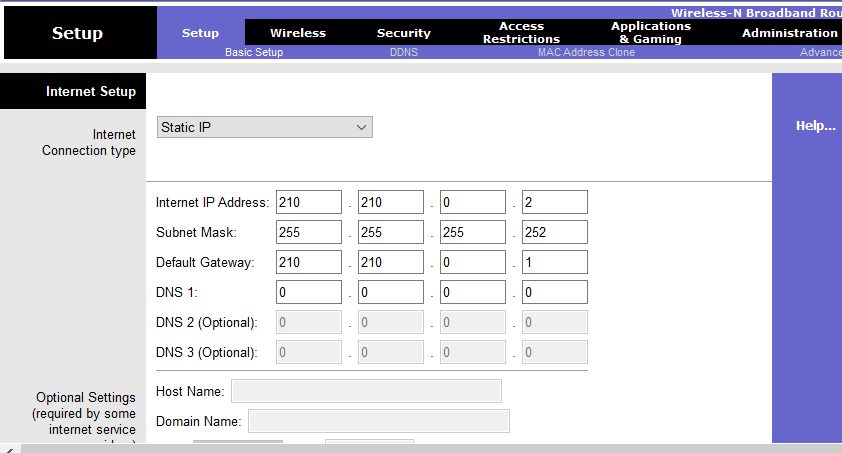 Wireless-N Broadband Rou
Setup
Setup Wireless Security Access Restrictions Applications & Gaming Administration
Basic Setup DDNS MAC Address Clone Advance
Internet Setup
Help...
Internet Connection type
Static IP
Internet IP Address: 210 . 210 . 0 . 2
Subnet Mask: 255 . 255 . 255 . 252
Default Gateway: 210 . 210 . 0 . 1
DNS 1: 0 . 0 . 0 . 0
DNS 2 (Optional): 0 . 0 . 0 . 0
DNS 3 (Optional): 0 . 0 . 0 . 0
Optional Settings
(required by some
internet service
Host Name:
Domain Name: